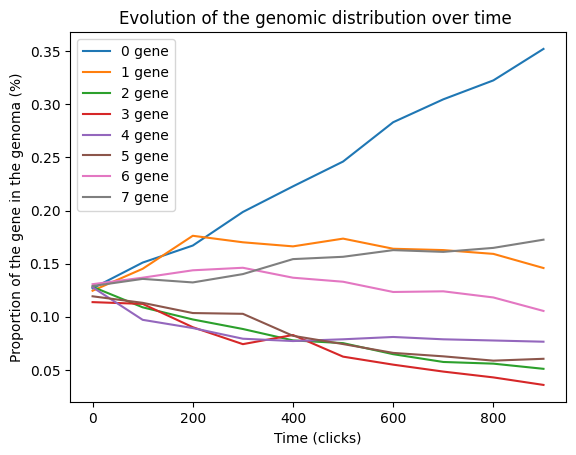 Evolution of the genomic distribution over time
0.35
0.30
0.25
0.20
0.15
0.10
0.05
Proportion of the gene in the genoma (%)
0 gene
1 gene
2 gene
3 gene
4 gene
5 gene
6 gene
7 gene
0 200 400 600 800
Time (clicks)